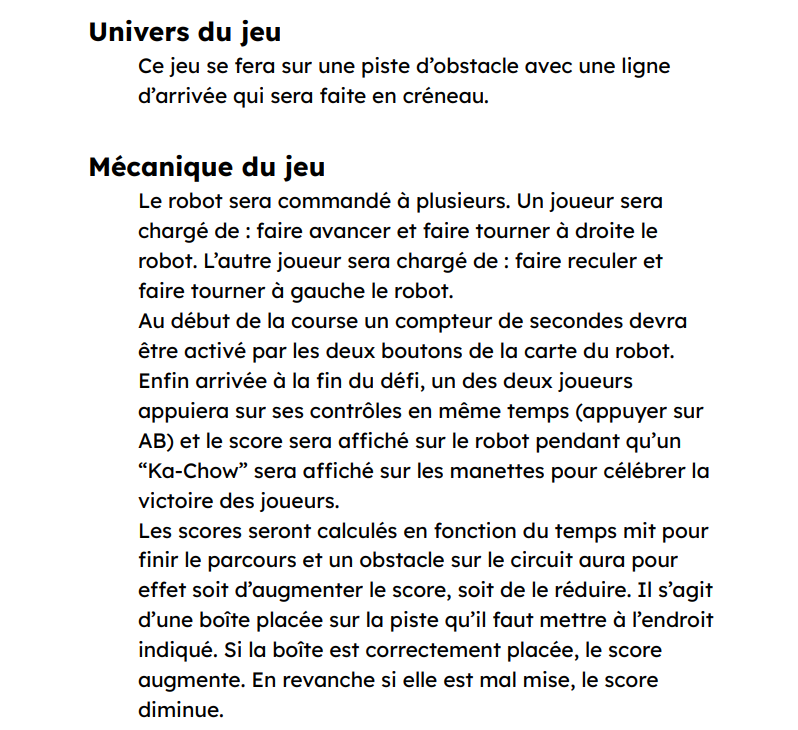 Univers du jeu
Ce jeu se fera sur une piste d’obstacle avec une ligne
d’arrivée qui sera faite en créneau.
Mécanique du jeu
Le robot sera commandé à plusieurs. Un joueur sera
chargé de : faire avancer et faire tourner à droite le
robot. L’autre joueur sera chargé de : faire reculer et
faire tourner à gauche le robot.
Au début de la course un compteur de secondes devra
être activé par les deux boutons de la carte du robot.
Enfin arrivée à la fin du défi, un des deux joueurs
appuiera sur ses contrôles en même temps (appuyer sur
AB) et le score sera affiché sur le robot pendant qu’un
“Ka-Chow” sera affiché sur les manettes pour célébrer la
victoire des joueurs.
Les scores seront calculés en fonction du temps mit pour
finir le parcours et un obstacle sur le circuit aura pour
effet soit d’augmenter le score, soit de le réduire. Il s’agit
d’une boîte placée sur la piste qu’il faut mettre à l’endroit
indiqué. Si la boîte est correctement placée, le score
augmente. En revanche si elle est mal mise, le score
diminue.